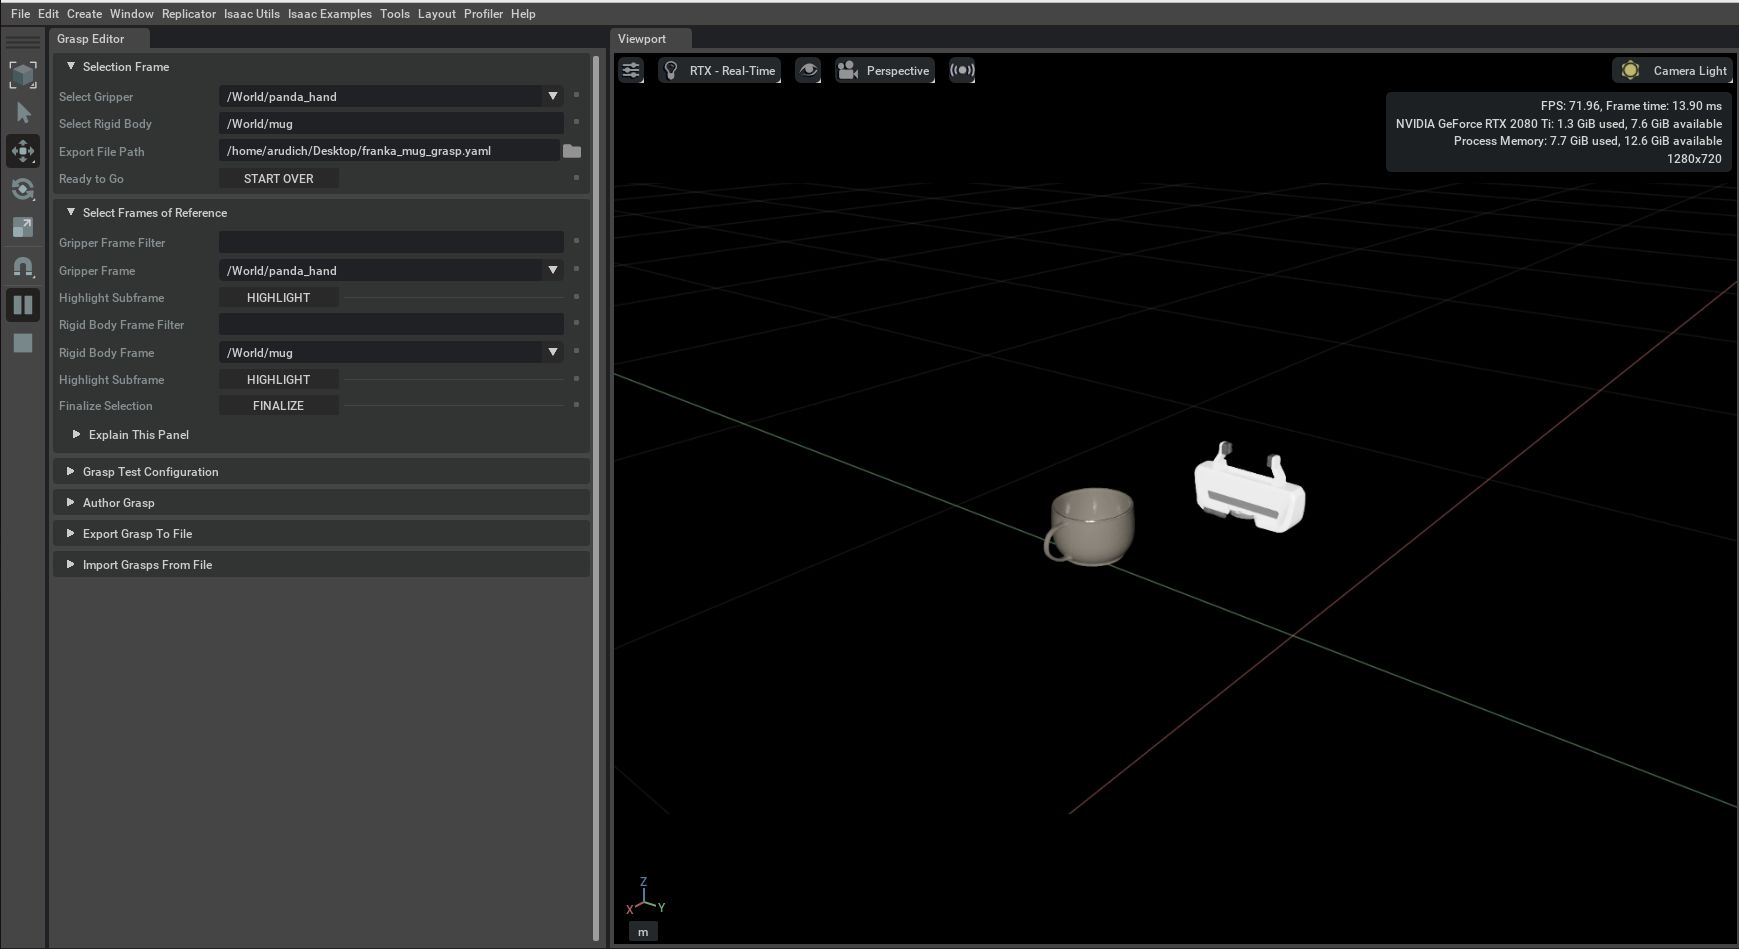 File Edit Create Window Replicator Isaac Utils Isaac Examples Tools Layout Profiler Help
Grasp Editor
Selection Frame
Select Gripper /World/panda_hand
Select Rigid Body /World/mug
Export File Path /home/arudich/Desktop/franka_mug_grasp.yaml
Ready to Go START OVER
Select Frames of Reference
Gripper Frame Filter
Gripper Frame /World/panda_hand
Highlight Subframe HIGHLIGHT
Rigid Body Frame Filter
Rigid Body Frame /World/mug
Highlight Subframe HIGHLIGHT
Finalize Selection FINALIZE
Explain This Panel
Grasp Test Configuration
Author Grasp
Export Grasp To File
Import Grasps From File
Viewport
RTX - Real-Time Perspective Camera Light
FPS: 71.96, Frame time: 13.90 ms
NVIDIA GeForce RTX 2080 Ti: 1.3 GiB used, 7.6 GiB available
Process Memory: 7.7 GiB used, 12.6 GiB available
1280x720
Z
X Y
m